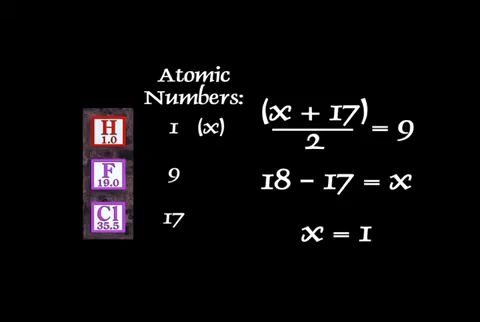 Atomic
Numbers:
H
1.0
1 (x)
F
19.0
9
Cl
35.5
17
(x + 17)
2
= 9
18 - 17 = x
x = 1